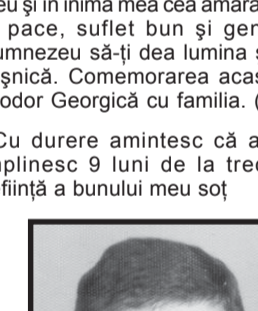 eu şi în inima mea cea amară
pace, suflet bun şi gen
umnezeu să-ţi dea lumina s
şnică. Comemorarea acas
odor Georgică cu familia. (
Cu durere amintesc că a
plinesc 9 luni de la trec
fiinţă a bunului meu soţ